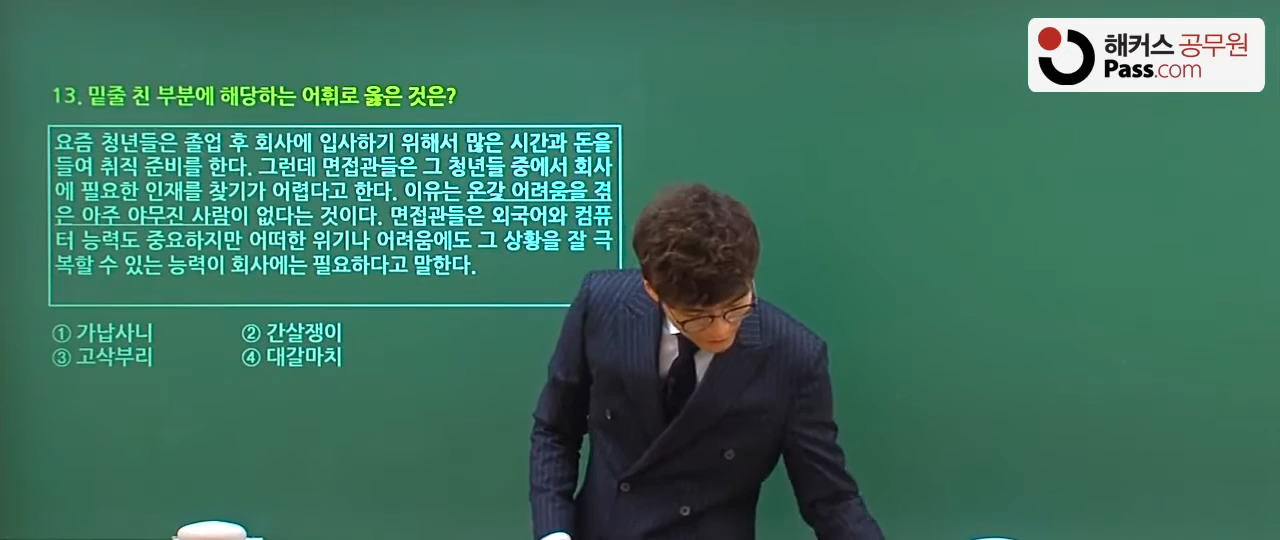 해커스 공무원
Pass.com
13. 밑줄 친 부분에 해당하는 어휘로 옳은 것은?
요즘 청년들은 졸업 후 회사에 입사하기 위해서 많은 시간과 돈을
들여 취직 준비를 한다. 그런데 면접관들은 그 청년들 중에서 회사
에 필요한 인재를 찾기가 어렵다고 한다. 이유는 온갖 어려움을 겪
은 아주 야무진 사람이 없다는 것이다. 면접관들은 외국어와 컴퓨
터 능력도 중요하지만 어떠한 위기나 어려움에도 그 상황을 잘 극
복할 수 있는 능력이 회사에는 필요하다고 말한다.
① 가납사니 ② 간살쟁이
③ 고삭부리 ④ 대갈마치